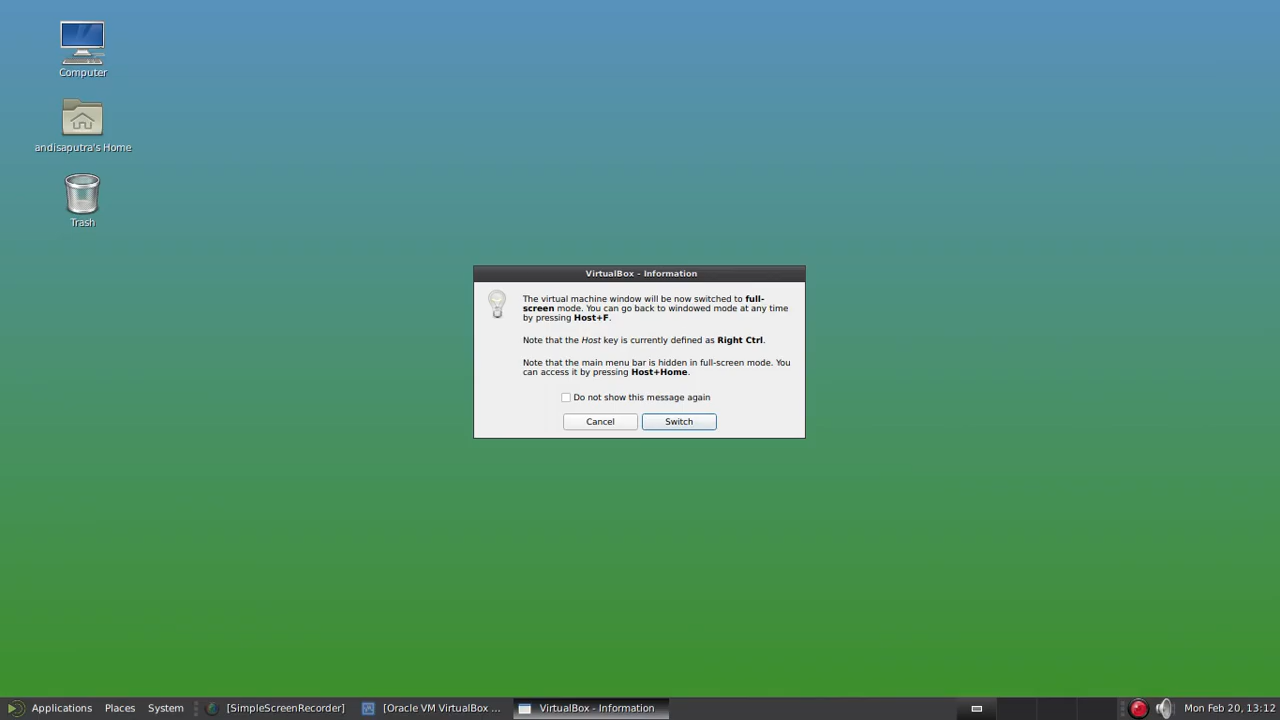 Computer
andisaputra's Home
Trash
VirtualBox - Information
The virtual machine window will be now switched to full-
screen mode. You can go back to windowed mode at any time
by pressing Host+F.
Note that the Host key is currently defined as Right Ctrl.
Note that the main menu bar is hidden in full-screen mode. You
can access it by pressing Host+Home.
Do not show this message again
Cancel Switch
Applications Places System [SimpleScreenRecorder] [Oracle VM VirtualBox ... VirtualBox - Information Mon Feb 20, 13:12